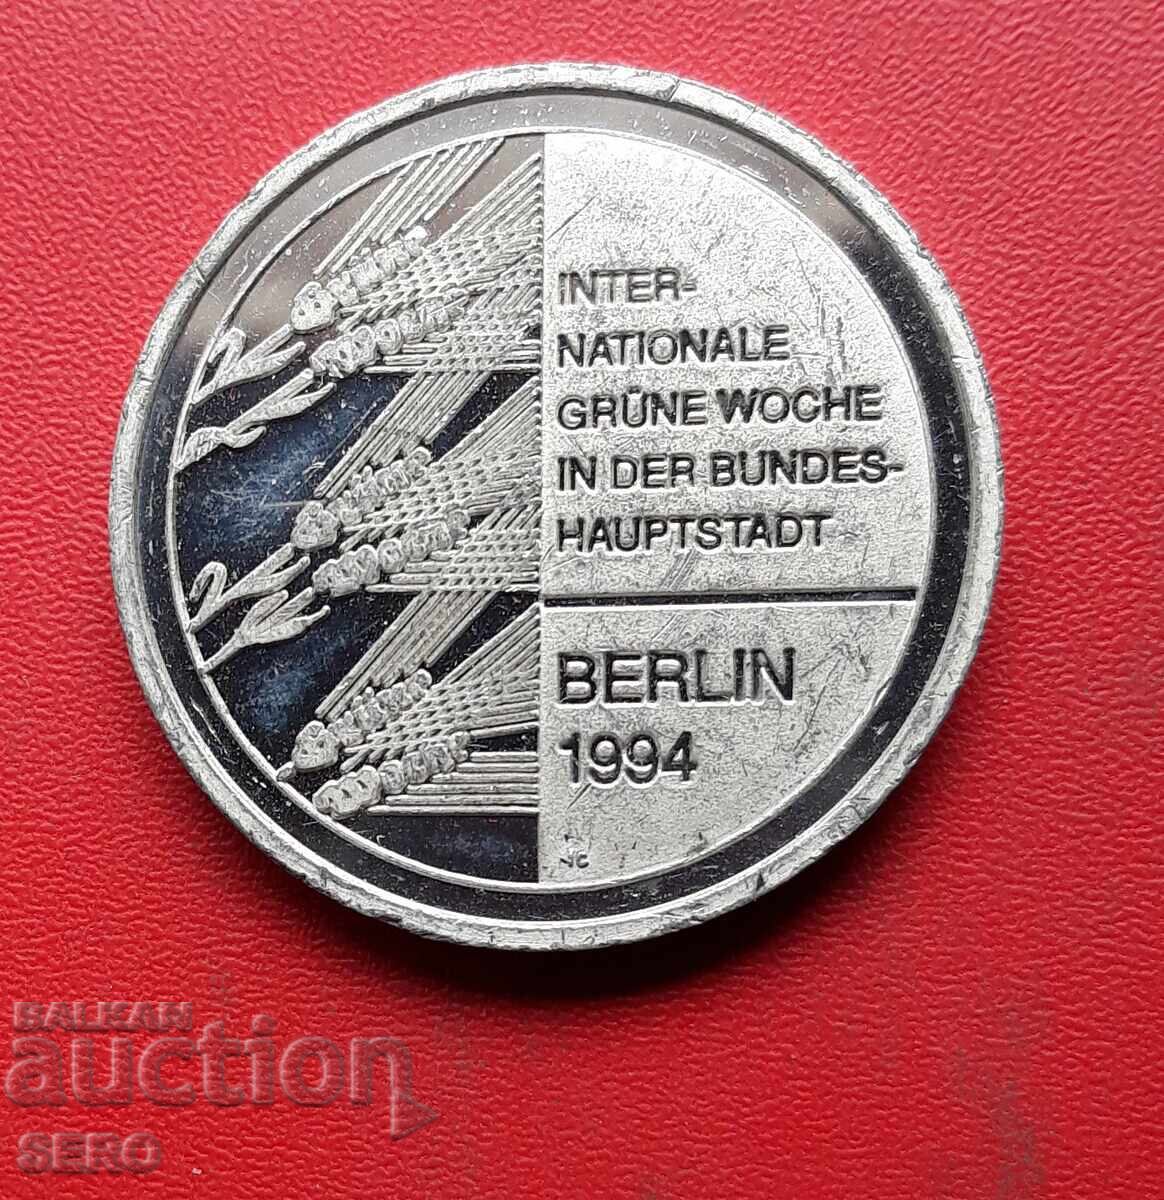 INTER-
NATIONALE
GRÜNE WOCHE
IN DER BUNDES-
HAUPTSTADT
BERLIN
1994
BALKAN
auction
SERO